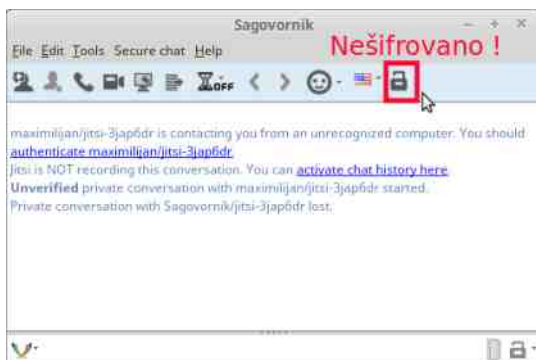 Sagovornik
File Edit Tools Secure chat Help
Nešifrovano !
OFF
maximilijan/jitsi-3jap6dr is contacting you from an unrecognized computer. You should
authenticate maximilijan/jitsi-3jap6dr.
Jitsi is NOT recording this conversation. You can activate chat history here.
Unverified private conversation with maximilijan/jitsi-3jap6dr started.
Private conversation with Sagovornik/jitsi-3jap6dr lost.